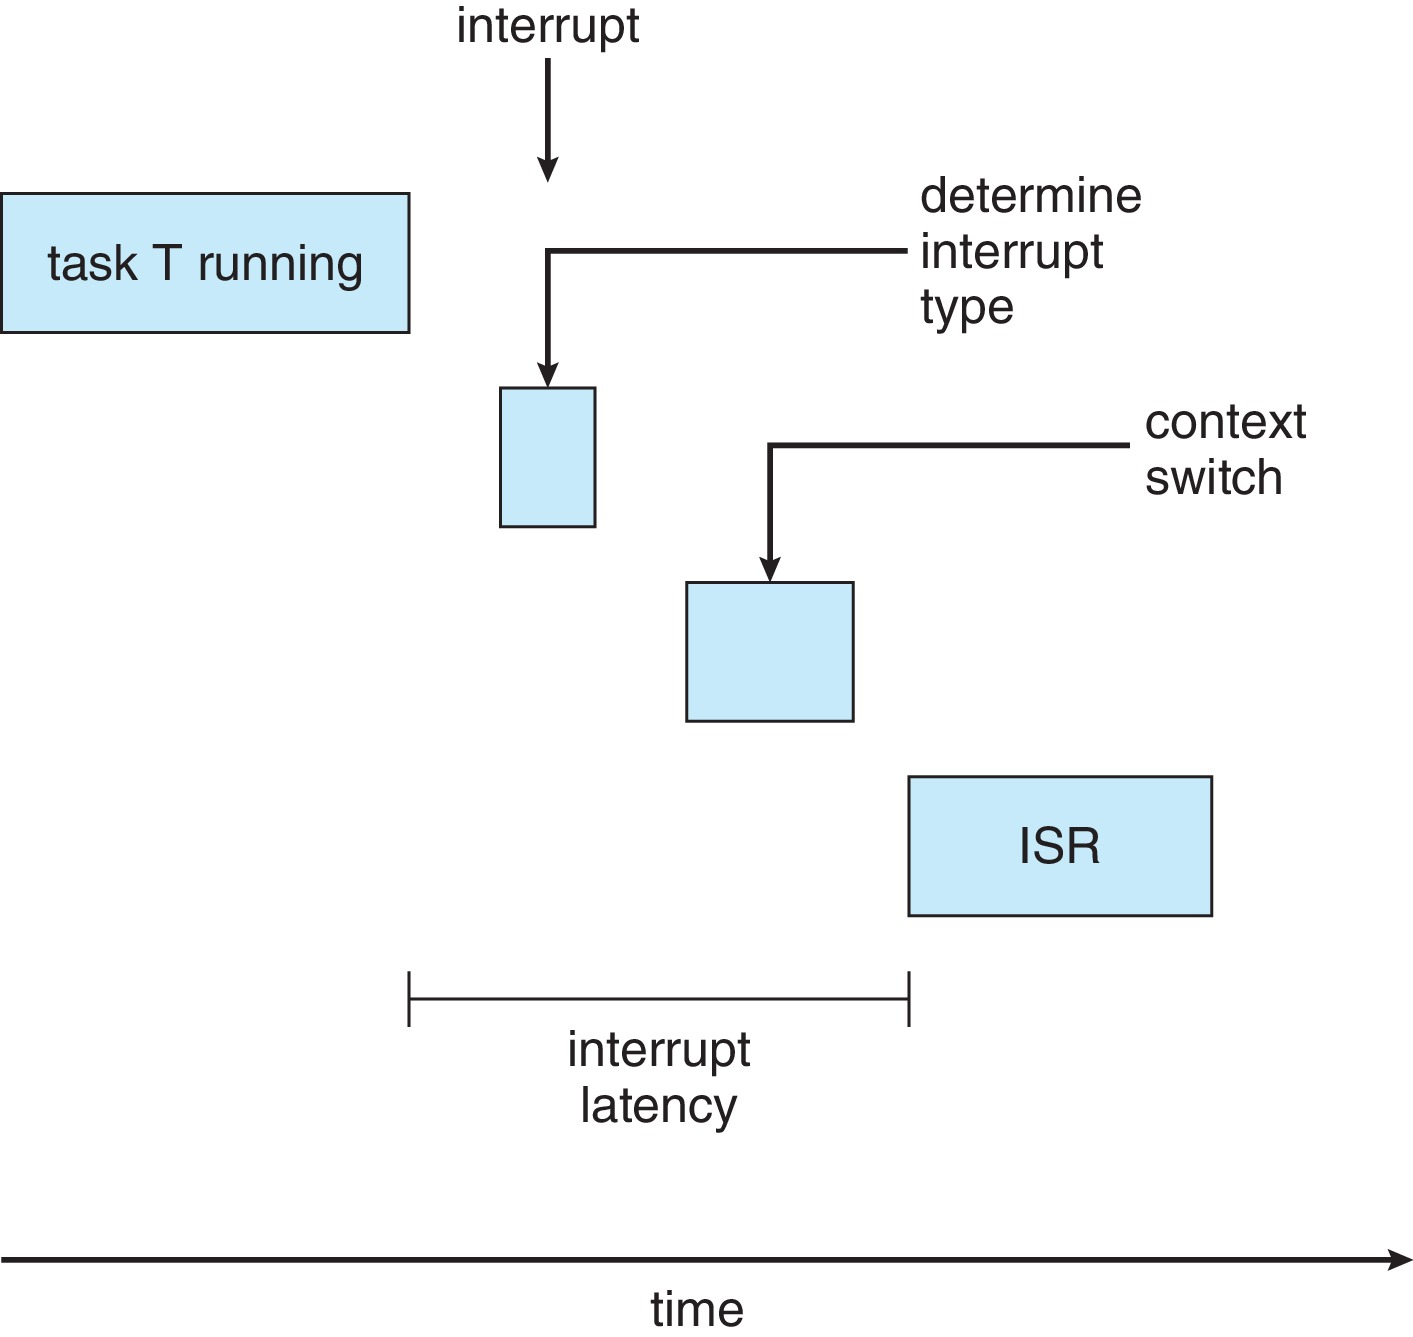 interrupt
task T running
determine
interrupt
type
context
switch
ISR
interrupt
latency
time